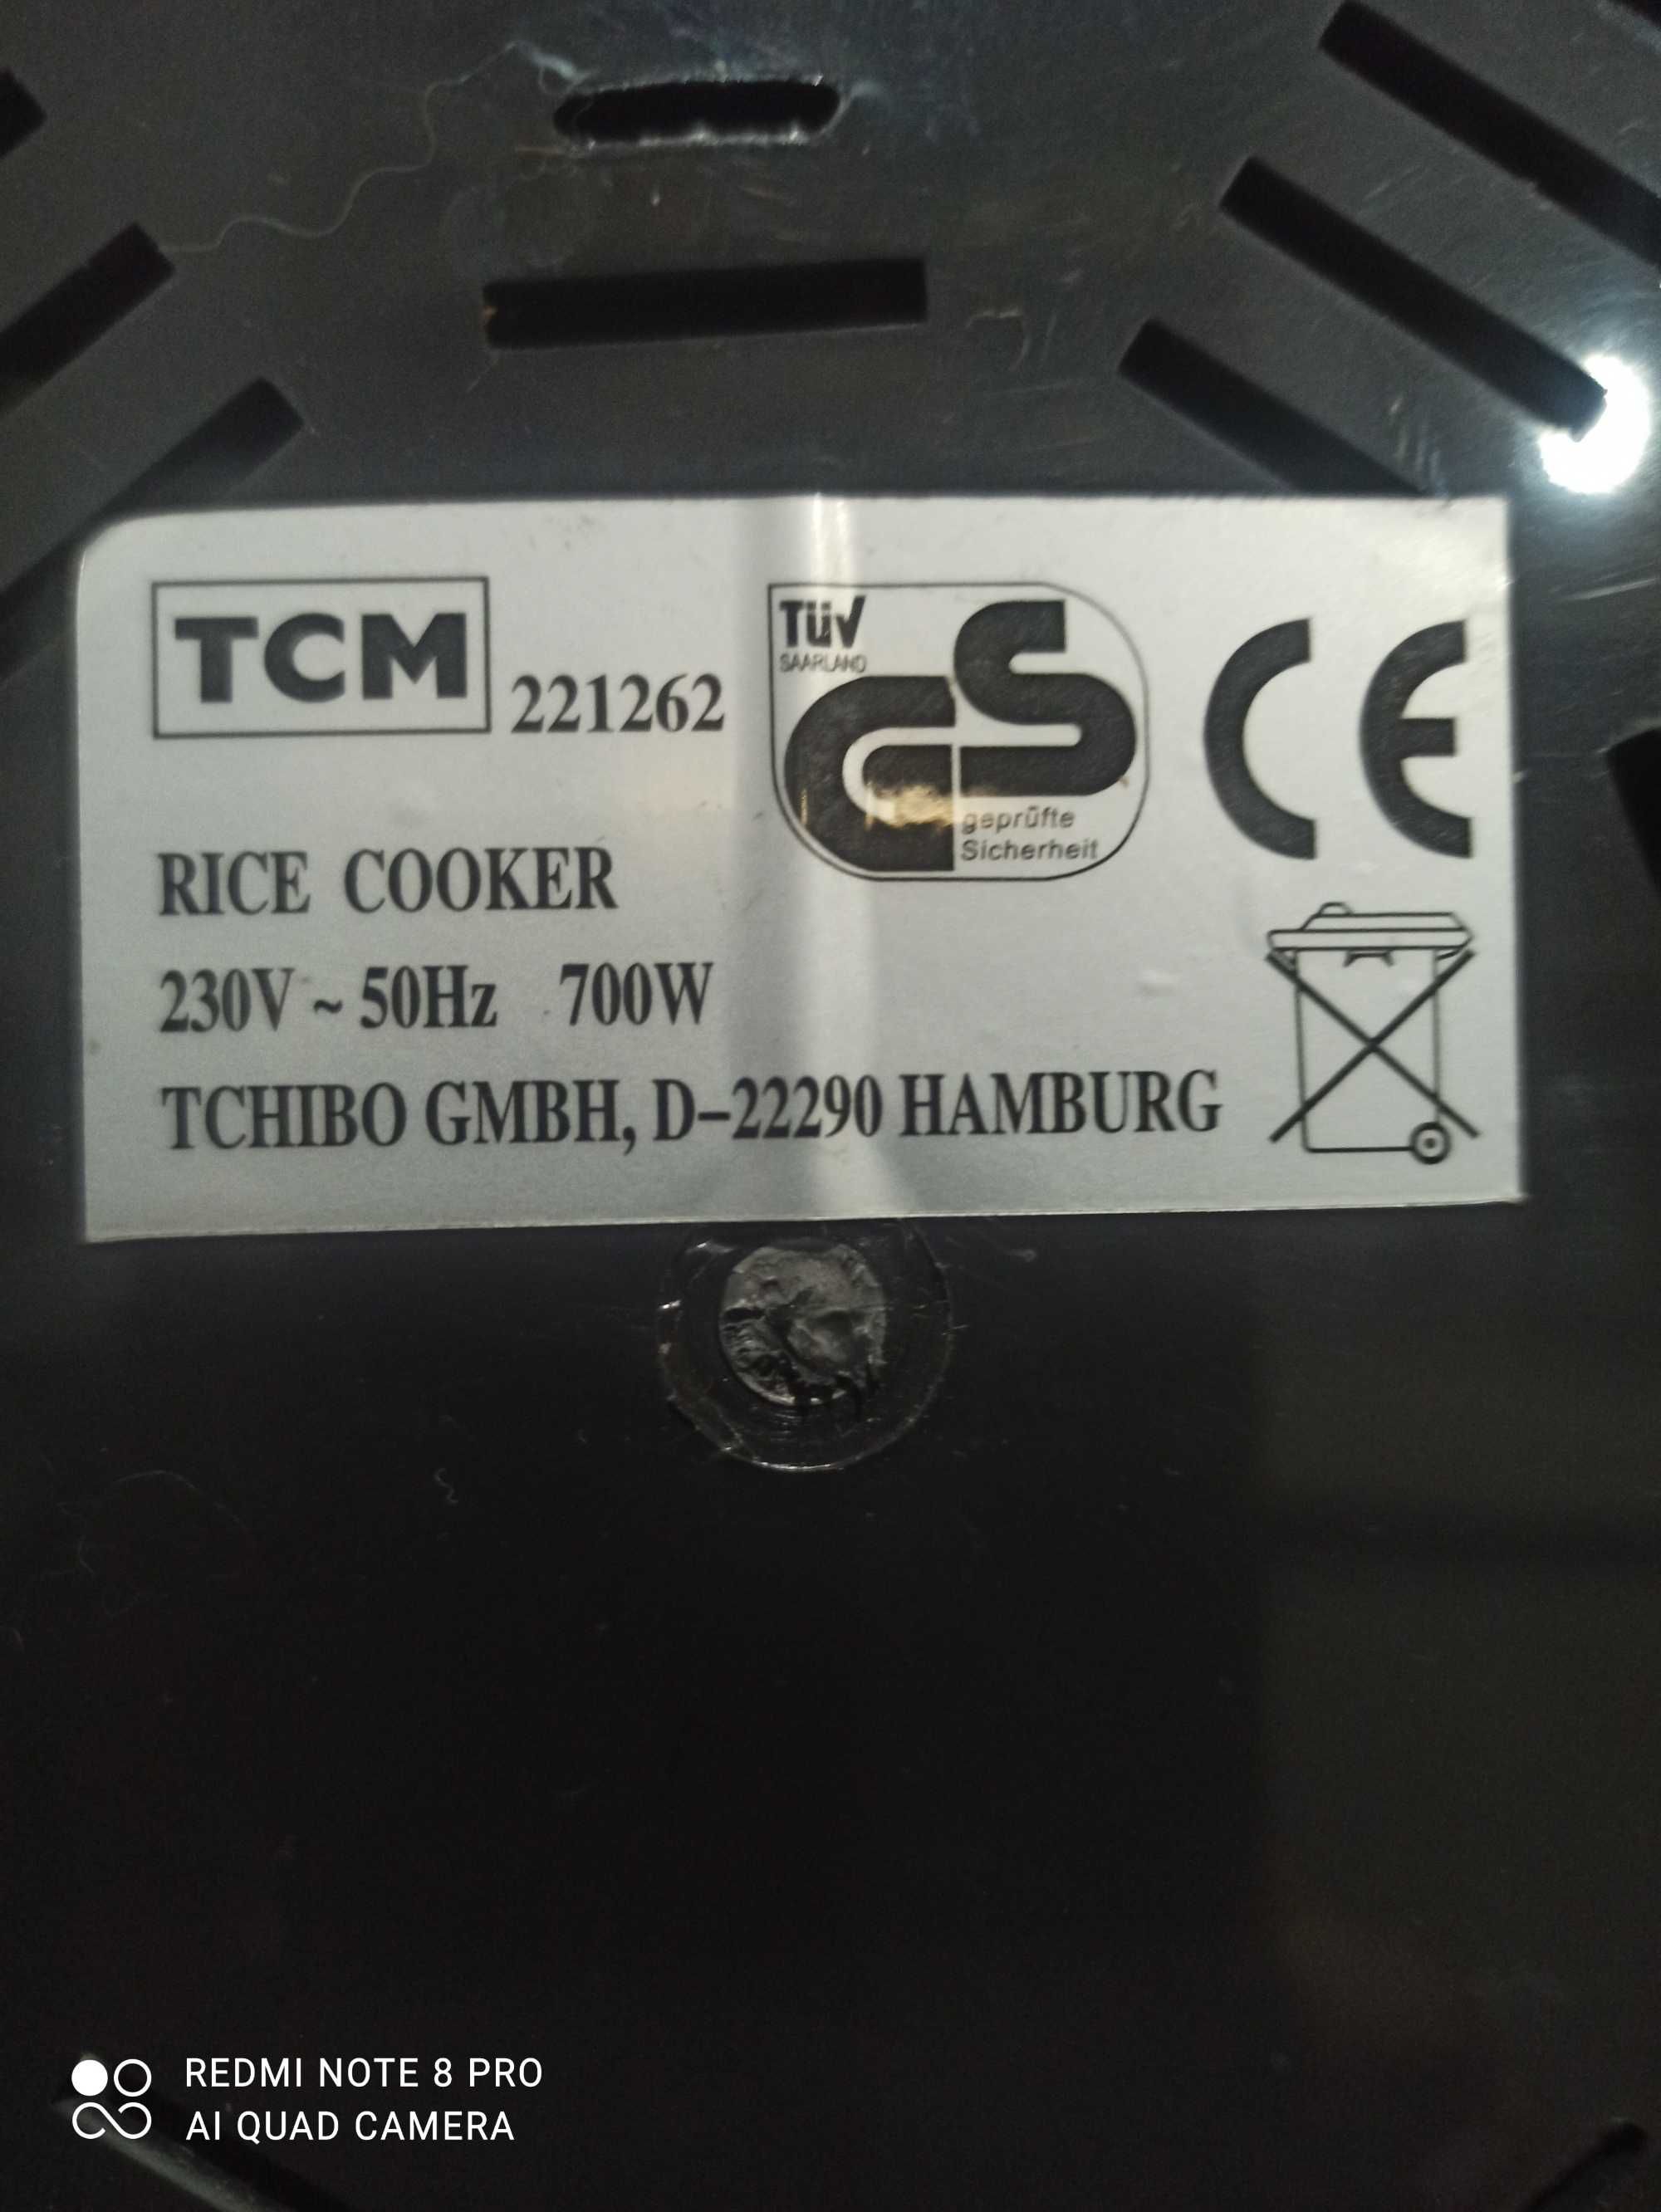 TCM 221262
TÜV
SAARLAND
GS
geprüfte
Sicherheit
CE
RICE COOKER
230V ~ 50Hz 700W
TCHIBO GMBH, D-22290 HAMBURG
REDMI NOTE 8 PRO
AI QUAD CAMERA